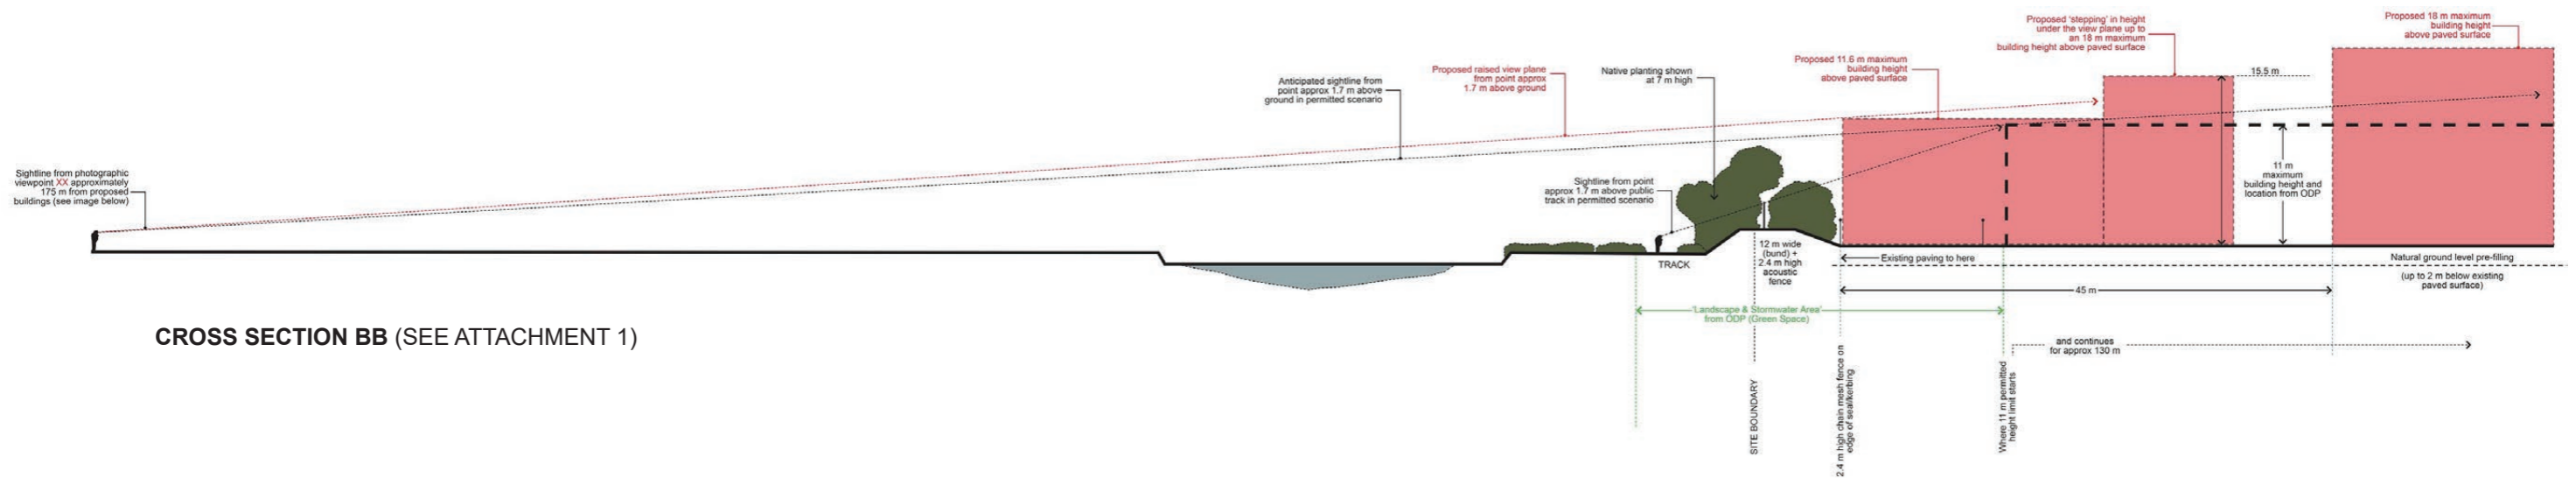 Sightline from photographic
viewpoint XX approximately
175 m from proposed
buildings (see image below)
Anticipated sightline from
point approx 1.7 m above
ground in permitted scenario
Proposed raised view plane
from point approx
1.7 m above ground
Native planting shown
at 7 m high
Proposed 11.6 m maximum
building height
above paved surface
Proposed 'stepping' in height
under the view plane up to
an 18 m maximum
building height above paved surface
15.5 m
Proposed 18 m maximum
building height
above paved surface
Sightline from point
approx 1.7 m above public
track in permitted scenario
11 m
maximum
building height and
location from ODP
TRACK
12 m wide
(bund) +
2.4 m high
acoustic
fence
Existing paving to here
Natural ground level pre-filling
(up to 2 m below existing
paved surface)
45 m
'Landscape & Stormwater Area'
from ODP (Green Space)
CROSS SECTION BB (SEE ATTACHMENT 1)
and continues
for approx 130 m
SITE BOUNDARY
2.4 m high chain mesh fence on
edge of seal/kerbing
Where 11 m permitted
height limit starts